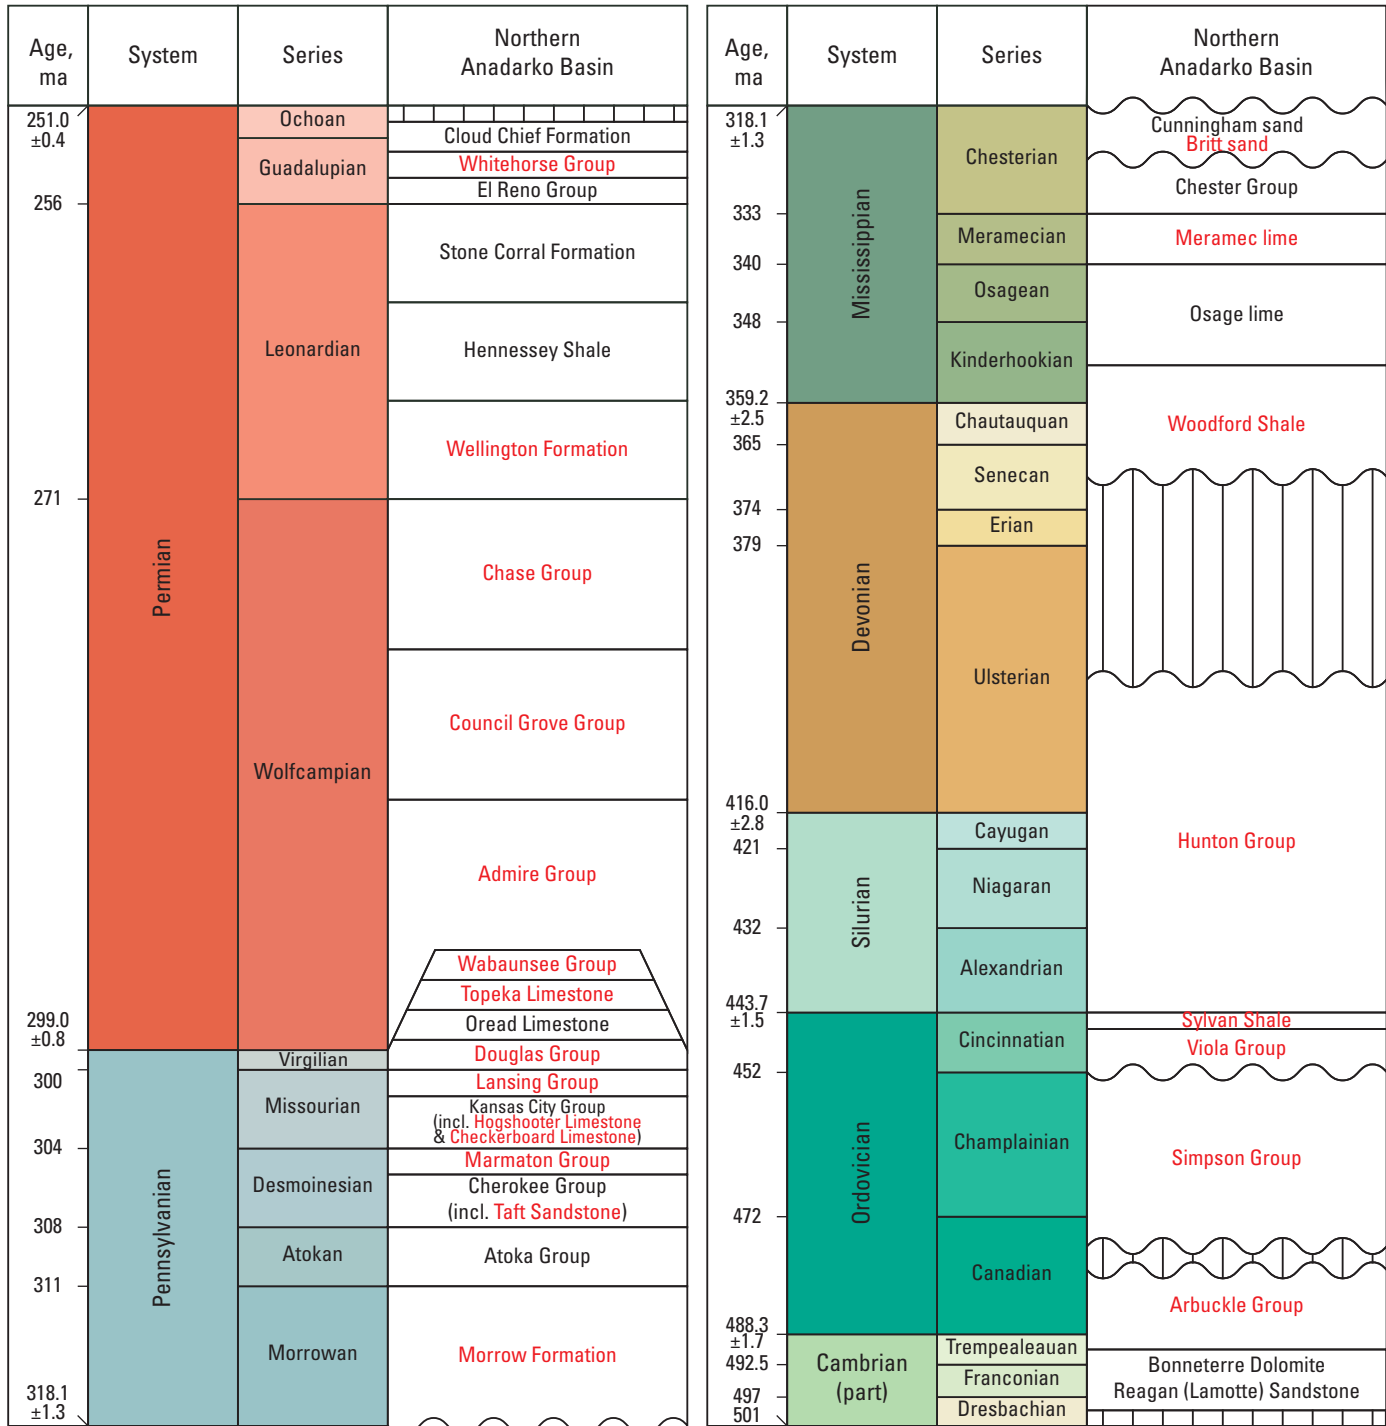 Age,
ma
System
Series
Northern
Anadarko Basin
251.0
±0.4
256
271
299.0
±0.8
300
304
308
311
318.1
±1.3
Permian
Pennsylvanian
Ochoan
Guadalupian
Leonardian
Wolfcampian
Virgilian
Missourian
Desmoinesian
Atokan
Morrowan
Cloud Chief Formation
Whitehorse Group
El Reno Group
Stone Corral Formation
Hennessey Shale
Wellington Formation
Chase Group
Council Grove Group
Admire Group
Wabaunsee Group
Topeka Limestone
Oread Limestone
Douglas Group
Lansing Group
Kansas City Group
(incl. Hogshooter Limestone
& Checkerboard Limestone)
Marmaton Group
Cherokee Group
(incl. Taft Sandstone)
Atoka Group
Morrow Formation
Age,
ma
System
Series
Northern
Anadarko Basin
318.1
±1.3
333
340
348
359.2
±2.5
365
374
379
416.0
±2.8
421
432
443.7
±1.5
452
472
488.3
±1.7
492.5
497
501
Mississippian
Devonian
Silurian
Ordovician
Cambrian
(part)
Chesterian
Meramecian
Osagean
Kinderhookian
Chautauquan
Senecan
Erian
Ulsterian
Cayugan
Niagaran
Alexandrian
Cincinnatian
Champlainian
Canadian
Trempealeauan
Franconian
Dresbachian
Cunningham sand
Britt sand
Chester Group
Meramec lime
Osage lime
Woodford Shale
Hunton Group
Sylvan Shale
Viola Group
Simpson Group
Arbuckle Group
Bonneterre Dolomite
Reagan (Lamotte) Sandstone